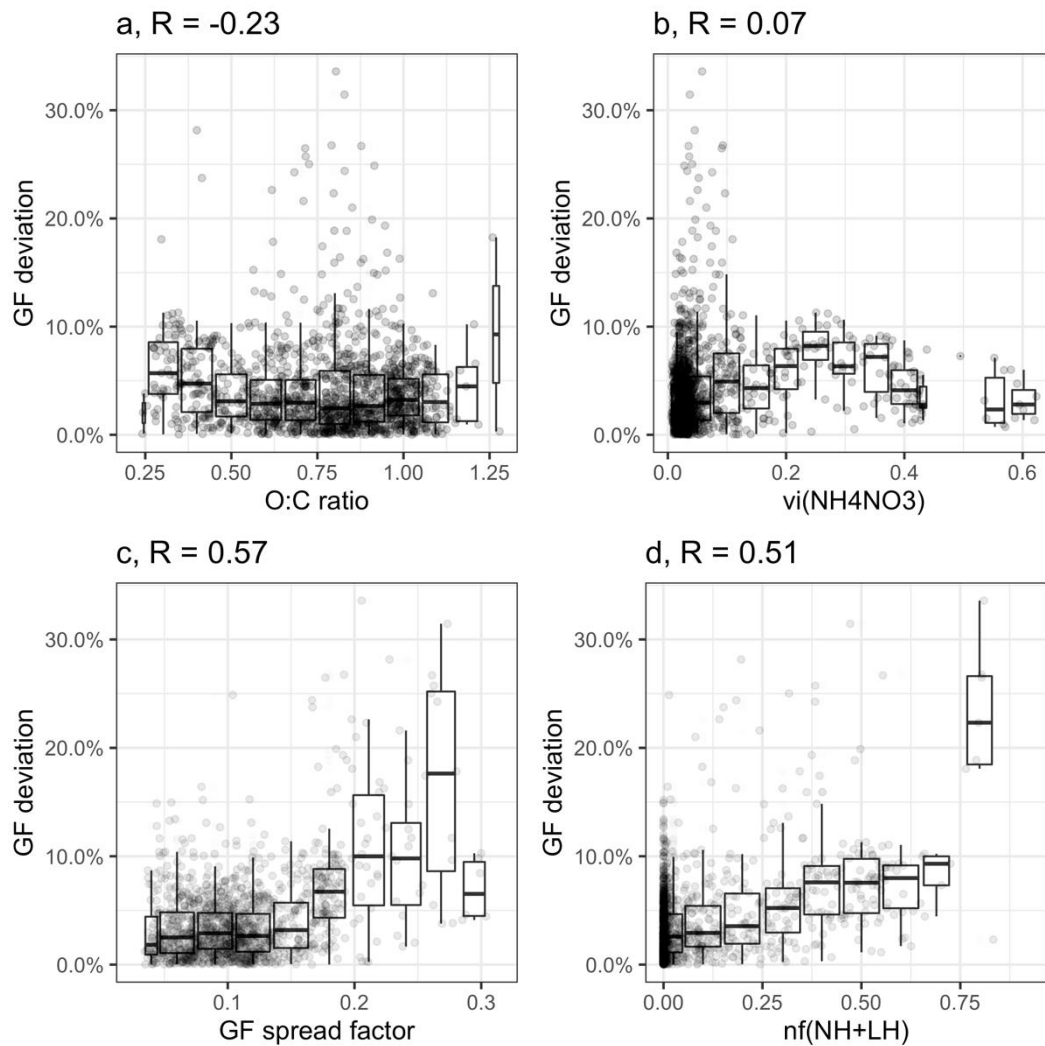 a, R = -0.23
GF deviation
30.0%
20.0%
10.0%
0.0%
0.25
0.50
0.75
1.00
1.25
O:C ratio
b, R = 0.07
GF deviation
30.0%
20.0%
10.0%
0.0%
0.0
0.2
0.4
0.6
vi(NH4NO3)
c, R = 0.57
GF deviation
30.0%
20.0%
10.0%
0.0%
0.1
0.2
0.3
GF spread factor
d, R = 0.51
GF deviation
30.0%
20.0%
10.0%
0.0%
0.00
0.25
0.50
0.75
nf(NH+LH)